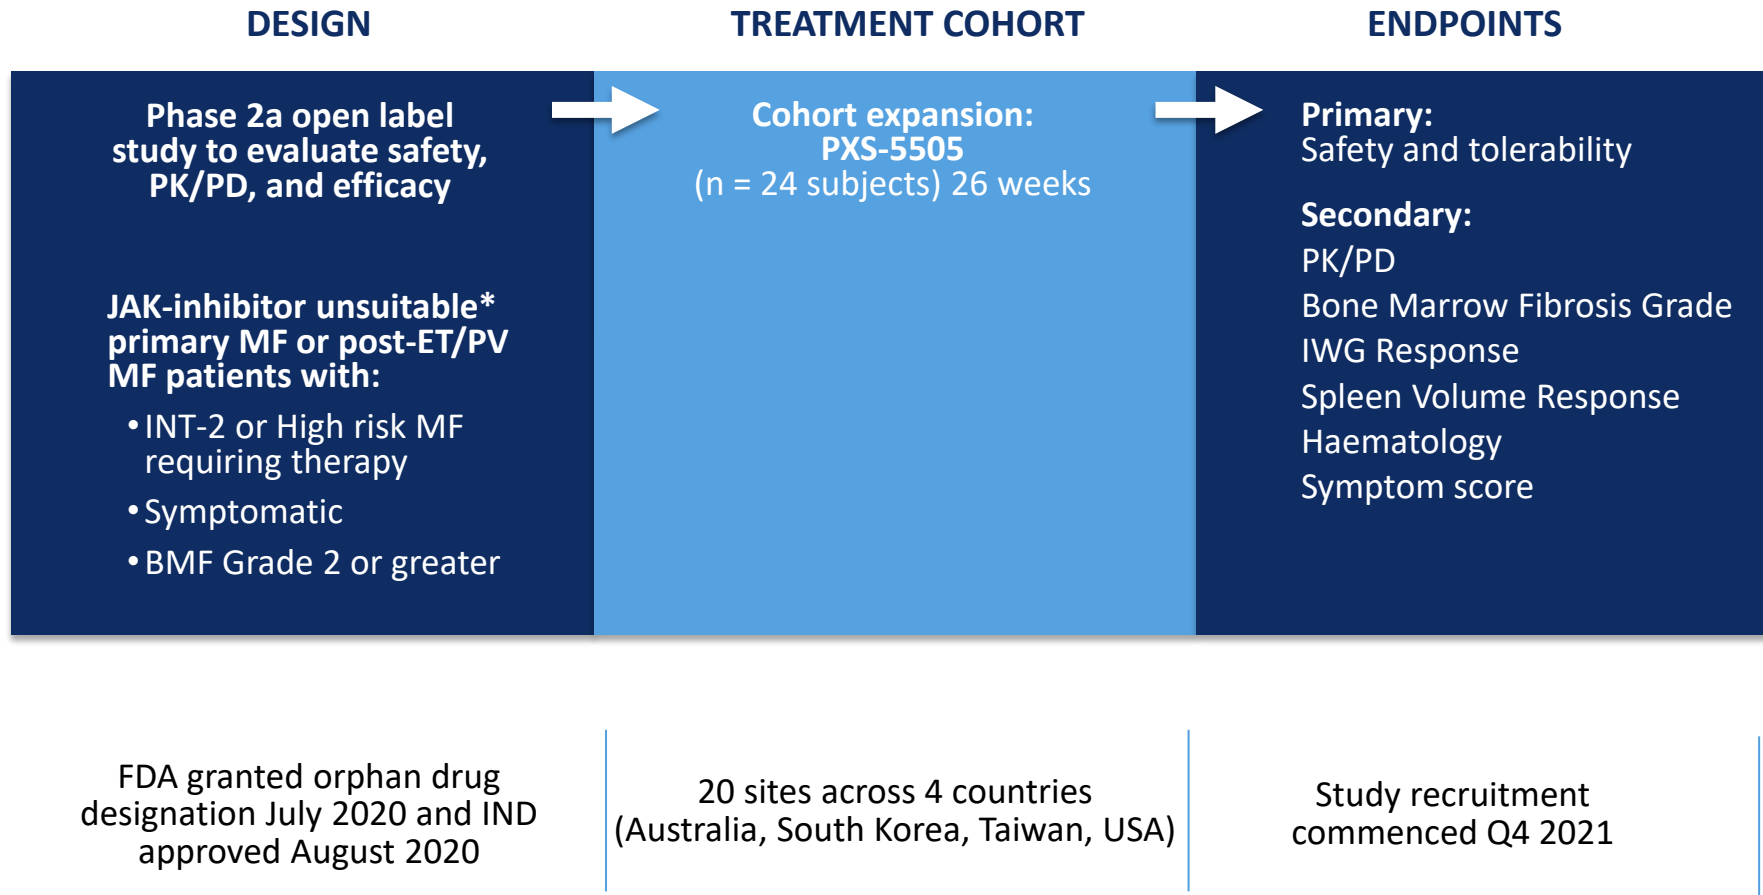 DESIGN
TREATMENT COHORT
ENDPOINTS
Phase 2a open label
study to evaluate safety,
PK/PD, and efficacy
JAK-inhibitor unsuitable*
primary MF or post-ET/PV
MF patients with:
•INT-2 or High risk MF
requiring therapy
•Symptomatic
•BMF Grade 2 or greater
Cohort expansion:
PXS-5505
(n = 24 subjects) 26 weeks
Primary:
Safety and tolerability
Secondary:
PK/PD
Bone Marrow Fibrosis Grade
IWG Response
Spleen Volume Response
Haematology
Symptom score
FDA granted orphan drug
designation July 2020 and IND
approved August 2020
20 sites across 4 countries
(Australia, South Korea, Taiwan, USA)
Study recruitment
commenced Q4 2021